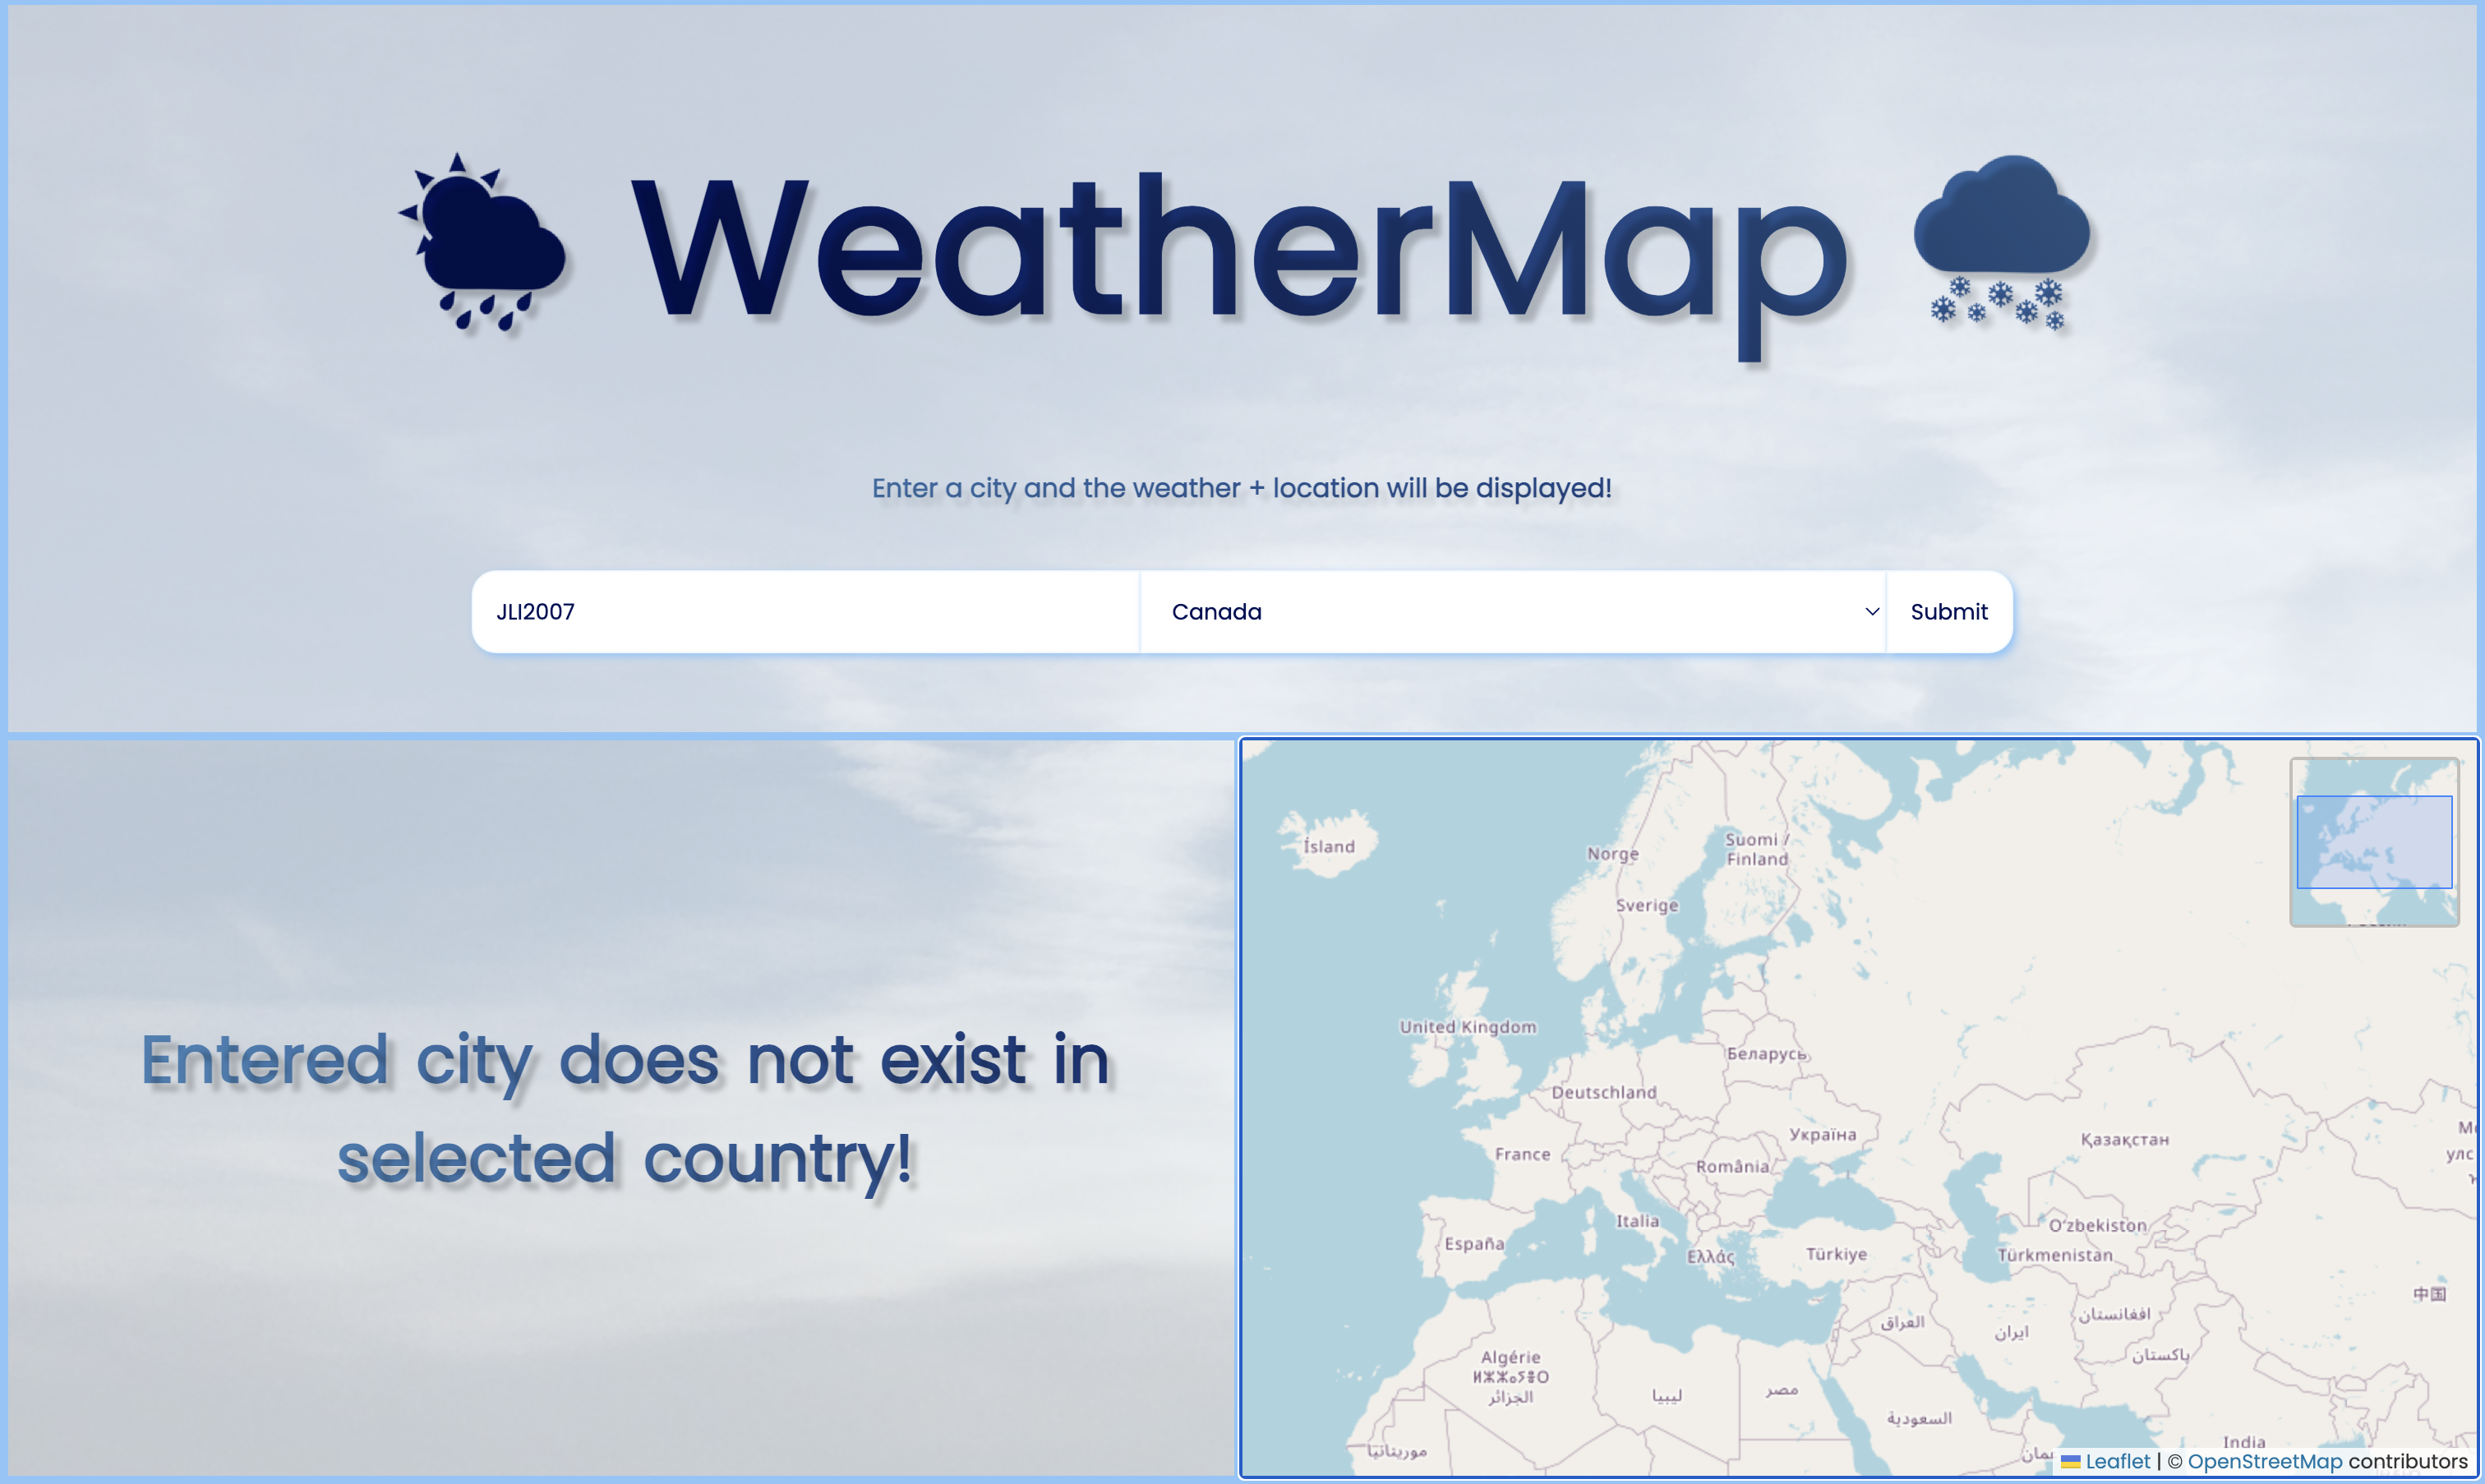 WeatherMap
Enter a city and the weather + location will be displayed!
JLI2007
Canada
Submit
Entered city does not exist in
selected country!
Ísland
Norge
Suomi /
Finland
Sverige
United Kingdom
Беларусь
Deutschland
Україна
Қазақстан
France
România
Italia
Oʻzbekiston
España
Ελλάς
Türkiye
Türkmenistan
中国
افغانستان
العراق
ایران
پاکستان
Algérie
ⵍⵣⵣⴰⵢⴻⵔ
الجزائر
ليبيا
مصر
السعودية
India
موريتانيا
Leaflet | © OpenStreetMap contributors